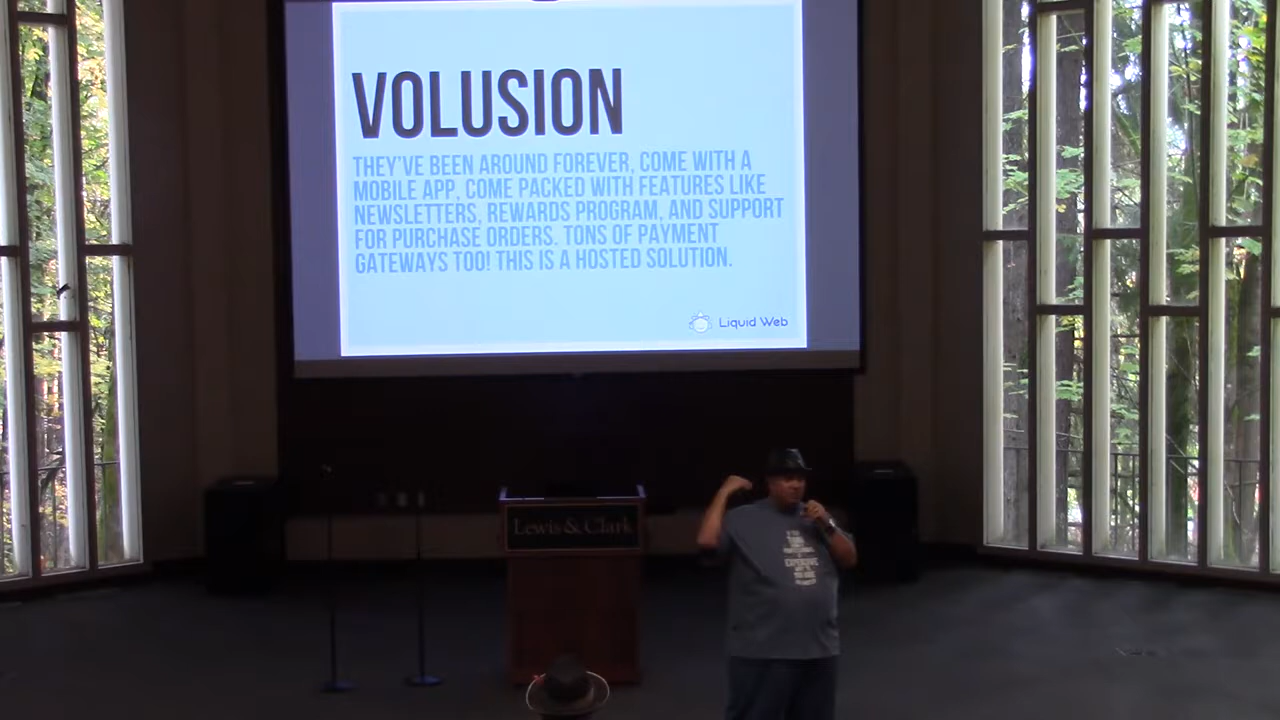 VOLUSION
THEY'VE BEEN AROUND FOREVER, COME WITH A
MOBILE APP, COME PACKED WITH FEATURES LIKE
NEWSLETTERS, REWARDS PROGRAM, AND SUPPORT
FOR PURCHASE ORDERS. TONS OF PAYMENT
GATEWAYS TOO! THIS IS A HOSTED SOLUTION.
Liquid Web
Lewis & Clark
EXPENSIVE